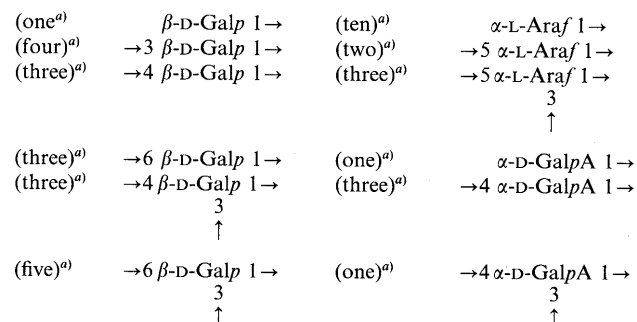 (one)ᵃ⁾ β-D-Galp 1→ (ten)ᵃ⁾ α-L-Araf 1→
(four)ᵃ⁾ →3 β-D-Galp 1→ (two)ᵃ⁾ →5 α-L-Araf 1→
(three)ᵃ⁾ →4 β-D-Galp 1→ (three)ᵃ⁾ →5 α-L-Araf 1→
3
↑
(three)ᵃ⁾ →6 β-D-Galp 1→ (one)ᵃ⁾ α-D-GalpA 1→
(three)ᵃ⁾ →4 β-D-Galp 1→ (three)ᵃ⁾ →4 α-D-GalpA 1→
3
↑
(five)ᵃ⁾ →6 β-D-Galp 1→ (one)ᵃ⁾ →4 α-D-GalpA 1→
3 3
↑ ↑